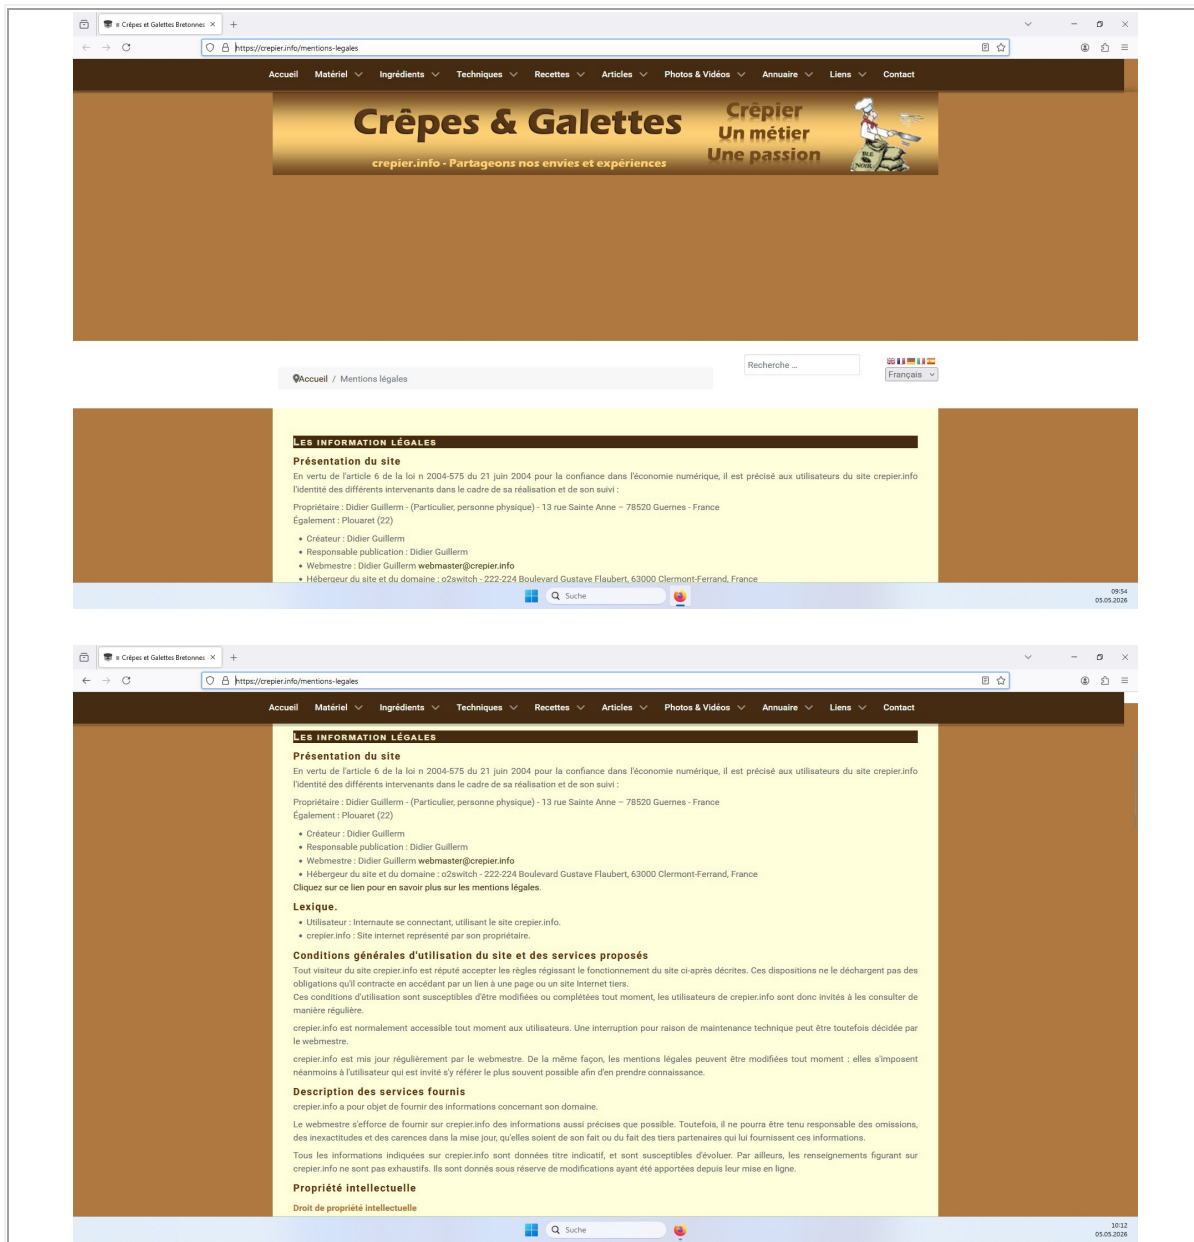 ≡ Crêpes et Galettes Bretonnes
https://crepier.info/mentions-legales
Accueil Matériel Ingrédients Techniques Recettes Articles Photos & Vidéos Annuaire Liens Contact
Crêpes & Galettes
crepier.info - Partageons nos envies et expériences
Crêpier
Un métier
Une passion
BLÉ
NOIR
Recherche ...
Français
Accueil / Mentions légales
Les information légales
Présentation du site
En vertu de l'article 6 de la loi n 2004-575 du 21 juin 2004 pour la confiance dans l'économie numérique, il est précisé aux utilisateurs du site crepier.info
l'identité des différents intervenants dans le cadre de sa réalisation et de son suivi :
Propriétaire : Didier Guillerm - (Particulier, personne physique) - 13 rue Sainte Anne – 78520 Guernes - France
Également : Plouaret (22)
• Créateur : Didier Guillerm
• Responsable publication : Didier Guillerm
• Webmestre : Didier Guillerm webmaster@crepier.info
• Hébergeur du site et du domaine : o2switch - 222-224 Boulevard Gustave Flaubert, 63000 Clermont-Ferrand, France
Suche
09:54
05.05.2026
≡ Crêpes et Galettes Bretonnes
https://crepier.info/mentions-legales
Accueil Matériel Ingrédients Techniques Recettes Articles Photos & Vidéos Annuaire Liens Contact
Les information légales
Présentation du site
En vertu de l'article 6 de la loi n 2004-575 du 21 juin 2004 pour la confiance dans l'économie numérique, il est précisé aux utilisateurs du site crepier.info
l'identité des différents intervenants dans le cadre de sa réalisation et de son suivi :
Propriétaire : Didier Guillerm - (Particulier, personne physique) - 13 rue Sainte Anne – 78520 Guernes - France
Également : Plouaret (22)
• Créateur : Didier Guillerm
• Responsable publication : Didier Guillerm
• Webmestre : Didier Guillerm webmaster@crepier.info
• Hébergeur du site et du domaine : o2switch - 222-224 Boulevard Gustave Flaubert, 63000 Clermont-Ferrand, France
Cliquez sur ce lien pour en savoir plus sur les mentions légales.
Lexique.
• Utilisateur : Internaute se connectant, utilisant le site crepier.info.
• crepier.info : Site internet représenté par son propriétaire.
Conditions générales d'utilisation du site et des services proposés
Tout visiteur du site crepier.info est réputé accepter les règles régissant le fonctionnement du site ci-après décrites. Ces dispositions ne le déchargent pas des
obligations qu'il contracte en accédant par un lien à une page ou un site Internet tiers.
Ces conditions d'utilisation sont susceptibles d'être modifiées ou complétées tout moment, les utilisateurs de crepier.info sont donc invités à les consulter de
manière régulière.
crepier.info est normalement accessible tout moment aux utilisateurs. Une interruption pour raison de maintenance technique peut être toutefois décidée par
le webmestre.
crepier.info est mis jour régulièrement par le webmestre. De la même façon, les mentions légales peuvent être modifiées tout moment : elles s'imposent
néanmoins à l'utilisateur qui est invité s'y référer le plus souvent possible afin d'en prendre connaissance.
Description des services fournis
crepier.info a pour objet de fournir des informations concernant son domaine.
Le webmestre s'efforce de fournir sur crepier.info des informations aussi précises que possible. Toutefois, il ne pourra être tenu responsable des omissions,
des inexactitudes et des carences dans la mise jour, qu'elles soient de son fait ou du fait des tiers partenaires qui lui fournissent ces informations.
Tous les informations indiquées sur crepier.info sont données titre indicatif, et sont susceptibles d'évoluer. Par ailleurs, les renseignements figurant sur
crepier.info ne sont pas exhaustifs. Ils sont donnés sous réserve de modifications ayant été apportées depuis leur mise en ligne.
Propriété intellectuelle
Droit de propriété intellectuelle
Suche
10:12
05.05.2026